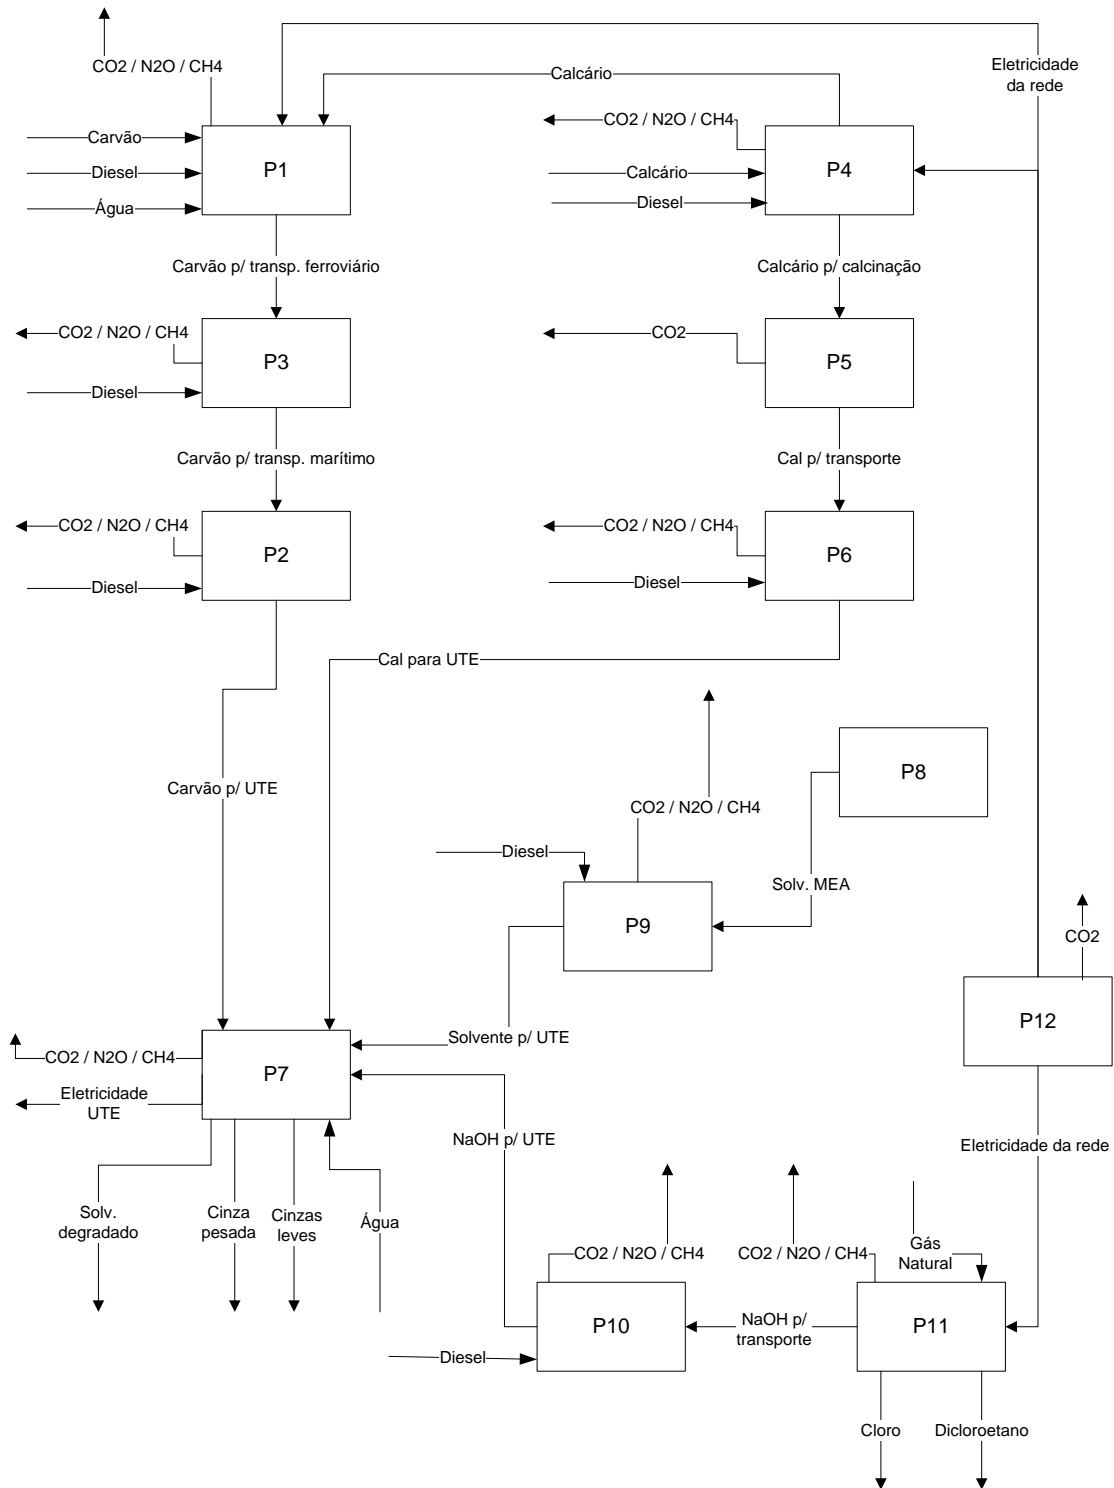 CO2 / N2O / CH4
Eletricidade
da rede
Calcário
Carvão
Diesel
Água
P1
CO2 / N2O / CH4
Calcário
Diesel
P4
Carvão p/ transp. ferroviário
Calcário p/ calcinação
CO2 / N2O / CH4
Diesel
P3
CO2
P5
Carvão p/ transp. marítimo
Cal p/ transporte
CO2 / N2O / CH4
Diesel
P2
CO2 / N2O / CH4
Diesel
P6
Cal para UTE
Carvão p/ UTE
P8
CO2 / N2O / CH4
Diesel
Solv. MEA
P9
CO2
P12
Solvente p/ UTE
CO2 / N2O / CH4
Eletricidade
UTE
P7
NaOH p/ UTE
Eletricidade da rede
Solv.
degradado
Cinza
pesada
Cinzas
leves
Água
CO2 / N2O / CH4
CO2 / N2O / CH4
Gás
Natural
P10
NaOH p/
transporte
P11
Diesel
Cloro
Dicloroetano